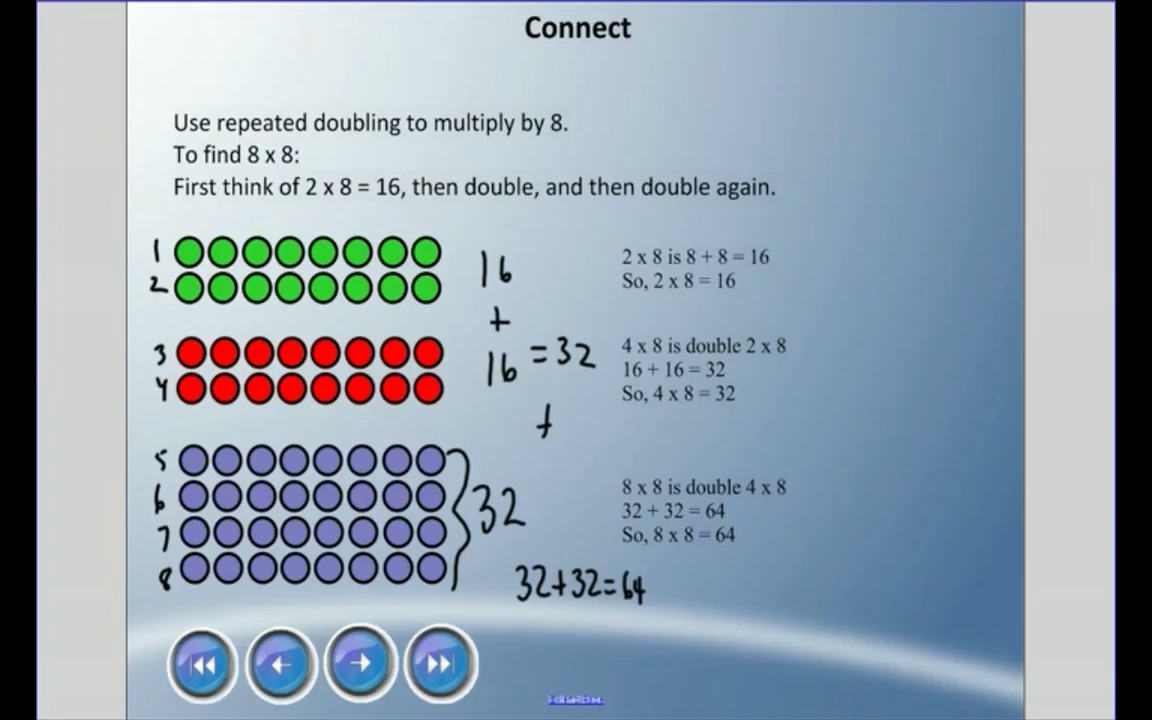 Connect
Use repeated doubling to multiply by 8.
To find 8 x 8:
First think of 2 x 8 = 16, then double, and then double again.
1
2
16
+
2 x 8 is 8 + 8 = 16
So, 2 x 8 = 16
3
4
16 = 32
+
4 x 8 is double 2 x 8
16 + 16 = 32
So, 4 x 8 = 32
5
6
7
8
32
32+32=64
8 x 8 is double 4 x 8
32 + 32 = 64
So, 8 x 8 = 64